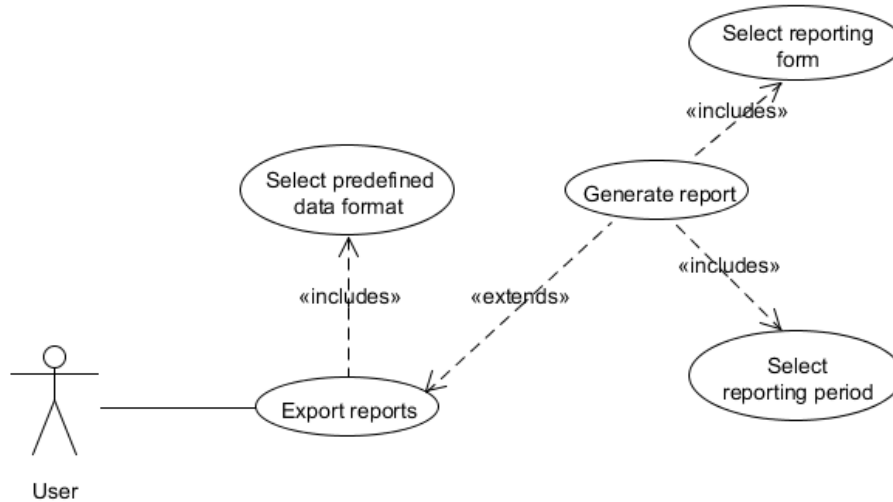 Select reporting
form
«includes»
Select predefined
data format
Generate report
«includes»
«extends»
«includes»
Select
reporting period
Export reports
User